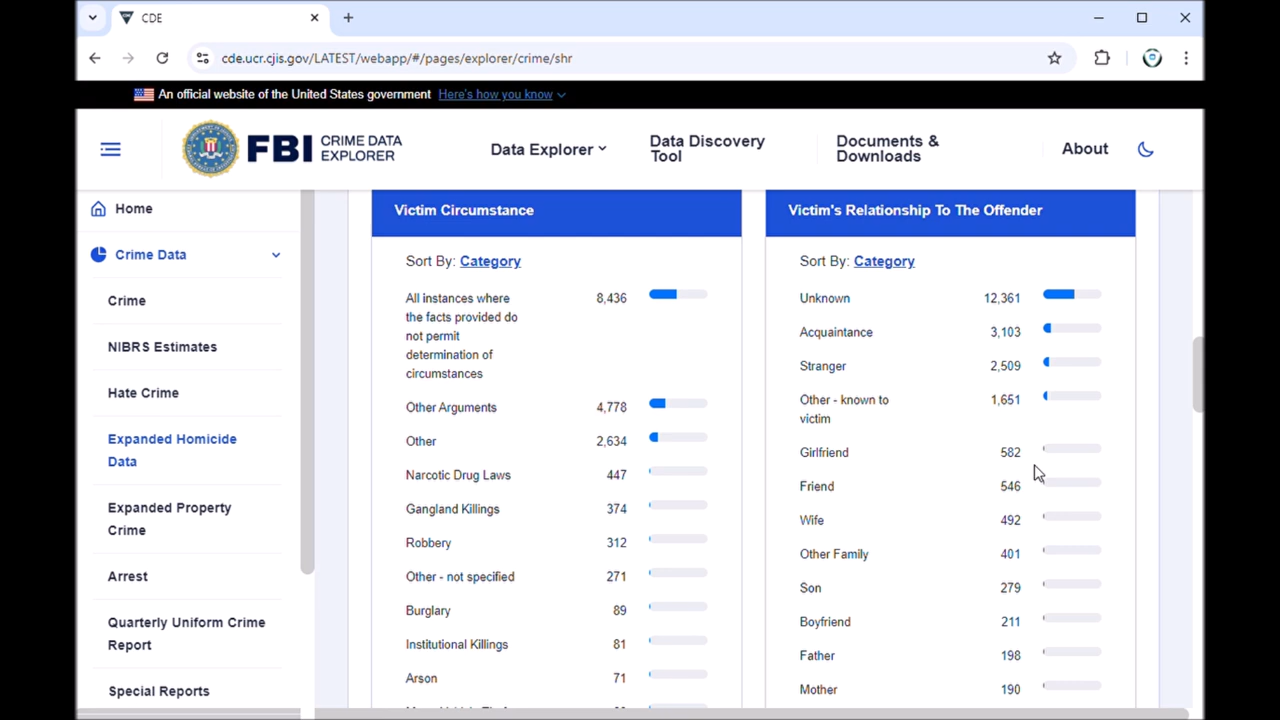 CDE
cde.ucr.cjis.gov/LATEST/webapp/#/pages/explorer/crime/shr
An official website of the United States government Here's how you know
FBI CRIME DATA
EXPLORER
Data Explorer
Data Discovery
Tool
Documents &
Downloads
About
Home
Crime Data
Crime
NIBRS Estimates
Hate Crime
Expanded Homicide
Data
Expanded Property
Crime
Arrest
Quarterly Uniform Crime
Report
Special Reports
Victim Circumstance
Sort By: Category
All instances where 8,436
the facts provided do
not permit
determination of
circumstances
Other Arguments 4,778
Other 2,634
Narcotic Drug Laws 447
Gangland Killings 374
Robbery 312
Other - not specified 271
Burglary 89
Institutional Killings 81
Arson 71
Victim's Relationship To The Offender
Sort By: Category
Unknown 12,361
Acquaintance 3,103
Stranger 2,509
Other - known to 1,651
victim
Girlfriend 582
Friend 546
Wife 492
Other Family 401
Son 279
Boyfriend 211
Father 198
Mother 190